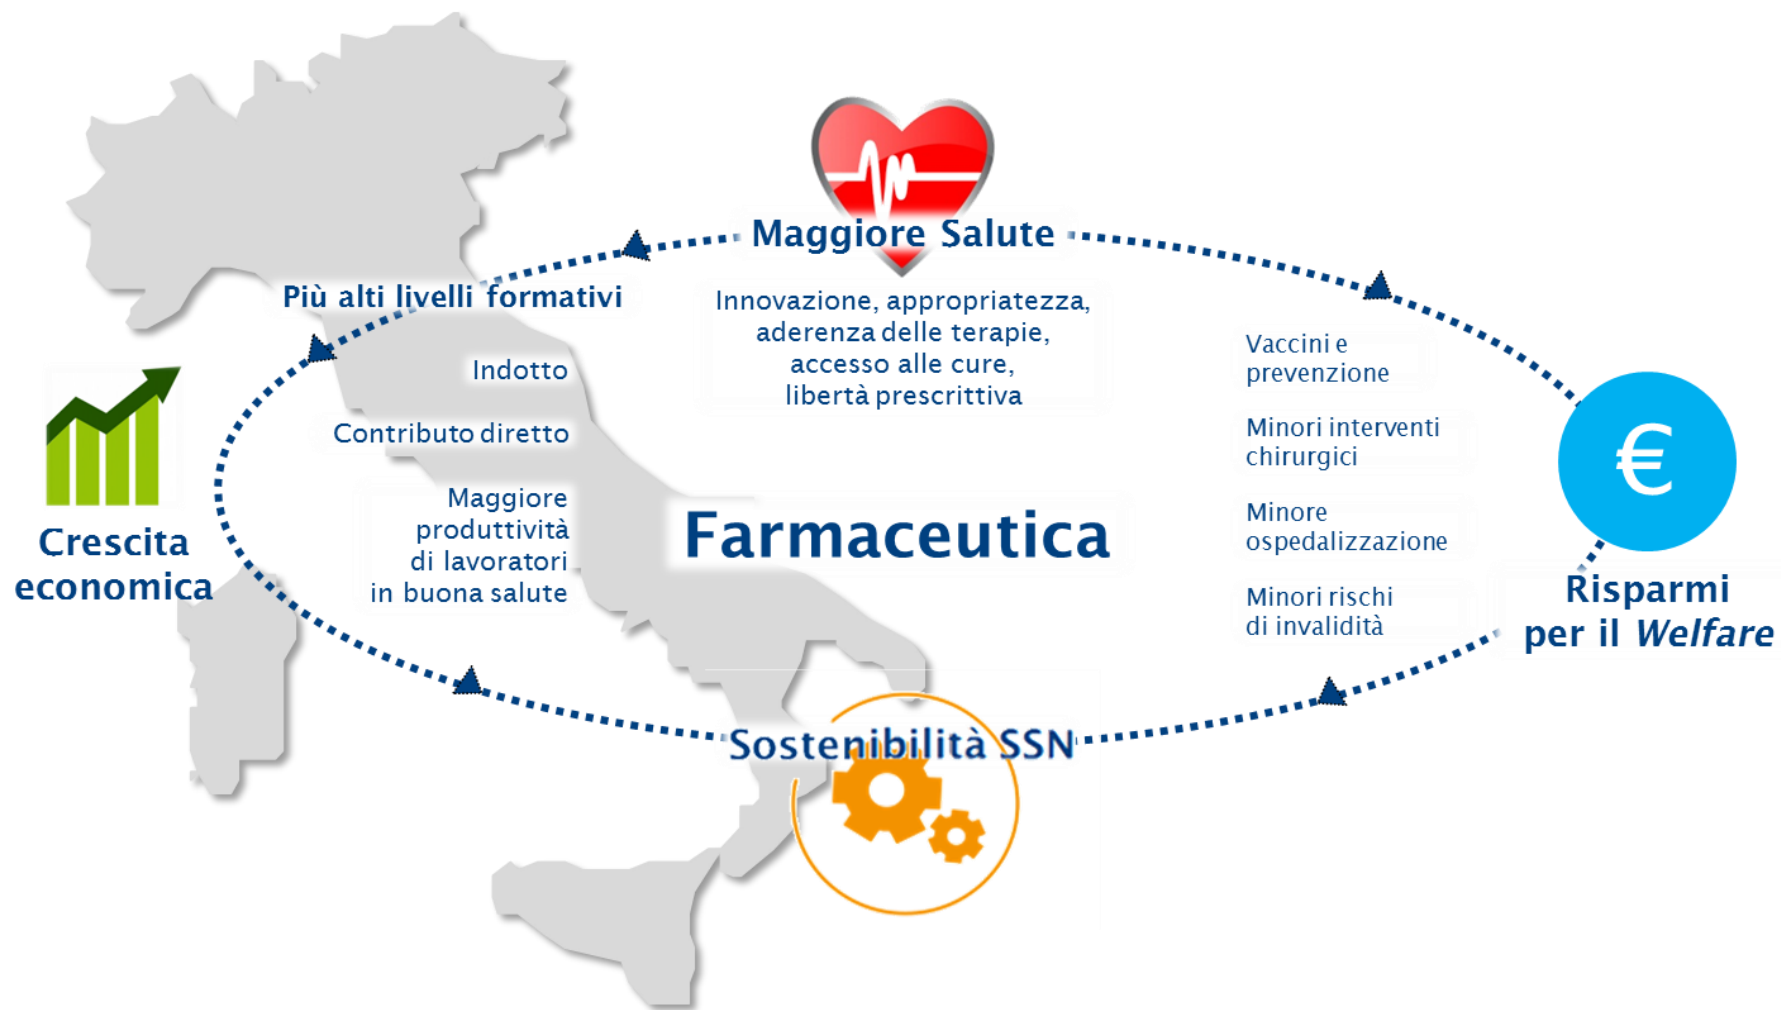 Maggiore Salute
Innovazione, appropriatezza,
aderenza delle terapie,
accesso alle cure,
libertà prescrittiva
Più alti livelli formativi
Indotto
Contributo diretto
Maggiore
produttività
di lavoratori
in buona salute
Crescita
economica
Farmaceutica
Vaccini e
prevenzione
Minori interventi
chirurgici
Minore
ospedalizzazione
Minori rischi
di invalidità
€
Risparmi
per il Welfare
Sostenibilità SSN